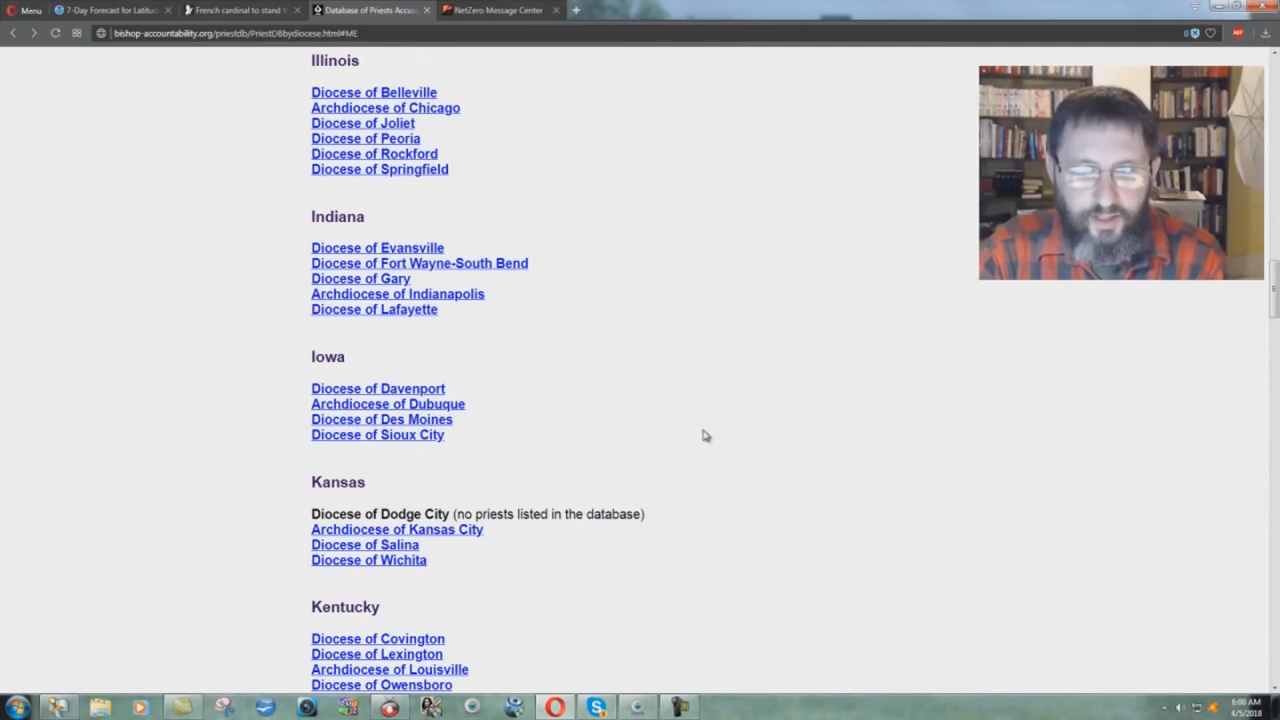 Menu
7-Day Forecast for Latitud
French cardinal to stand tr
Database of Priests Accus
NetZero Message Center
bishop-accountability.org/priestdb/PriestDBbydiocese.html#ME
0
ABP
Illinois
Diocese of Belleville
Archdiocese of Chicago
Diocese of Joliet
Diocese of Peoria
Diocese of Rockford
Diocese of Springfield
Indiana
Diocese of Evansville
Diocese of Fort Wayne-South Bend
Diocese of Gary
Archdiocese of Indianapolis
Diocese of Lafayette
Iowa
Diocese of Davenport
Archdiocese of Dubuque
Diocese of Des Moines
Diocese of Sioux City
Kansas
Diocese of Dodge City (no priests listed in the database)
Archdiocese of Kansas City
Diocese of Salina
Diocese of Wichita
Kentucky
Diocese of Covington
Diocese of Lexington
Archdiocese of Louisville
Diocese of Owensboro
6:00 AM
4/5/2018